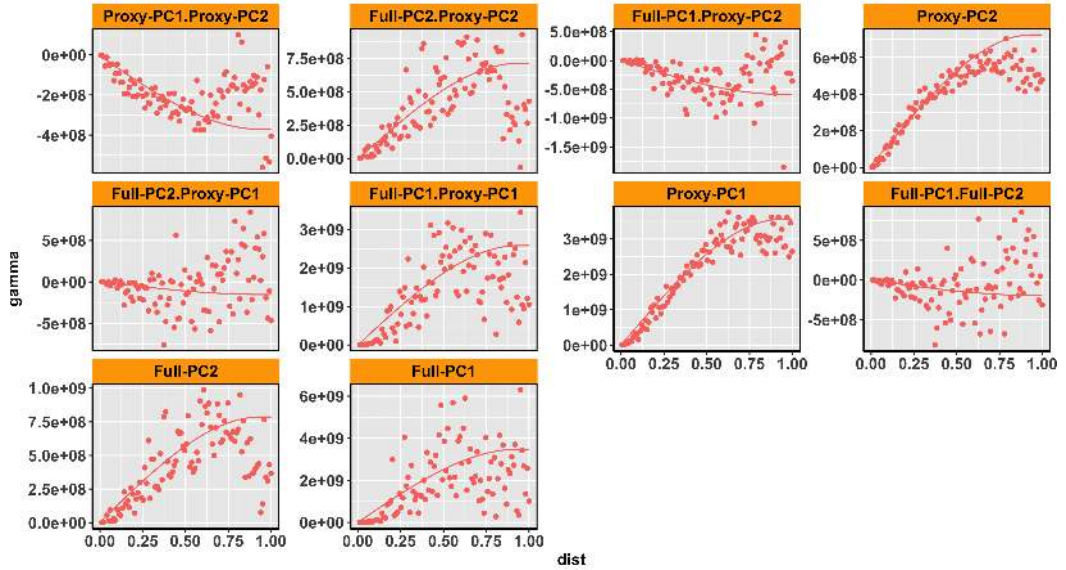 Proxy-PC1.Proxy-PC2
Full-PC2.Proxy-PC2
Full-PC1.Proxy-PC2
Proxy-PC2
0e+00
-2e+08
-4e+08
7.5e+08
5.0e+08
2.5e+08
0.0e+00
5.0e+08
0.0e+00
-5.0e+08
-1.0e+09
-1.5e+09
6e+08
4e+08
2e+08
0e+00
Full-PC2.Proxy-PC1
Full-PC1.Proxy-PC1
Proxy-PC1
Full-PC1.Full-PC2
5e+08
0e+00
-5e+08
3e+09
2e+09
1e+09
0e+00
3e+09
2e+09
1e+09
0e+00
5e+08
0e+00
-5e+08
0.00 0.25 0.50 0.75 1.00
0.00 0.25 0.50 0.75 1.00
Full-PC2
Full-PC1
1.0e+09
7.5e+08
5.0e+08
2.5e+08
0.0e+00
6e+09
4e+09
2e+09
0e+00
0.00 0.25 0.50 0.75 1.00
0.00 0.25 0.50 0.75 1.00
gamma
dist